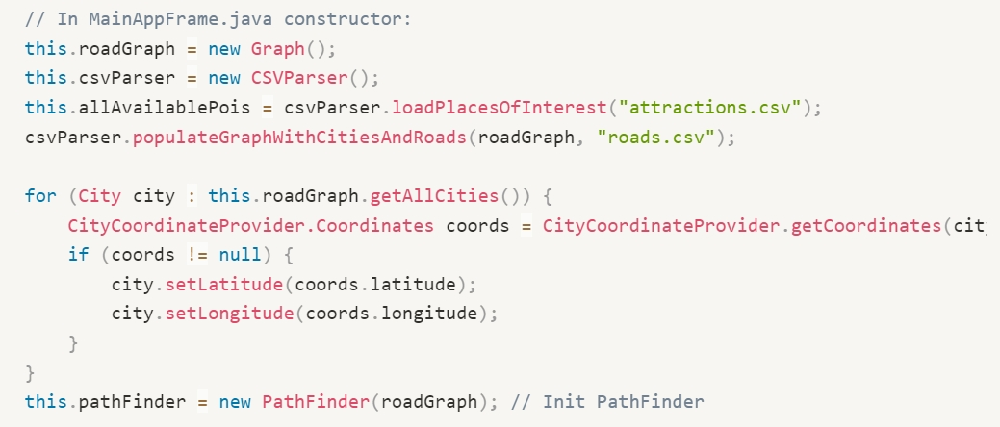 // In MainAppFrame.java constructor:
this.roadGraph = new Graph();
this.csvParser = new CSVParser();
this.allAvailablePois = csvParser.loadPlacesOfInterest("attractions.csv");
csvParser.populateGraphWithCitiesAndRoads(roadGraph, "roads.csv");
for (City city : this.roadGraph.getAllCities()) {
CityCoordinateProvider.Coordinates coords = CityCoordinateProvider.getCoordinates(
if (coords != null) {
city.setLatitude(coords.latitude);
city.setLongitude(coords.longitude);
}
}
this.pathFinder = new PathFinder(roadGraph); // Init PathFinder